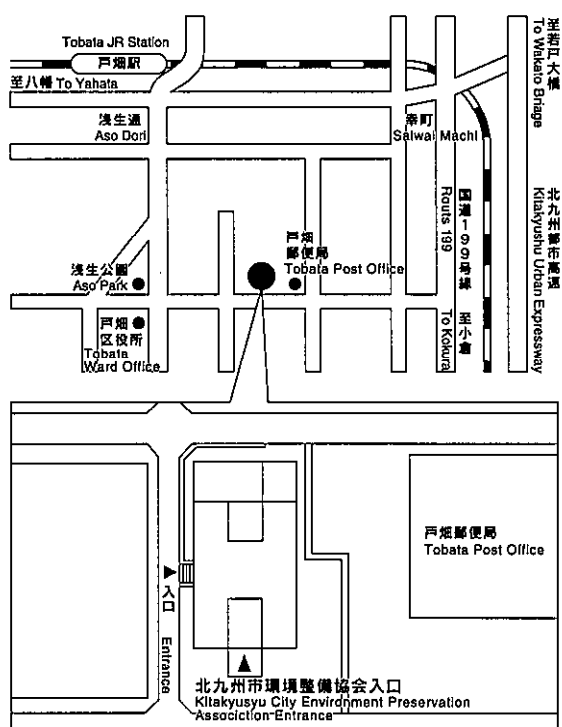 Tobata JR Station
戸畑駅
至八幡 To Yahata
至若江大橋
To Wakato Briage
浅生通
Aso Dori
幸町
Saiwai Machi
国道199号線 至小倉
Routs 199
To Kokura
北九州都市高速
Kitakyushu Urban Expressway
戸畑
郵便局
Tobata Post Office
浅生公園
Aso Park
戸畑
区役所
Tobata
Ward Office
戸畑郵便局
Tobata Post Office
入口
Entrance
北九州市環境整備協会入口
Kitakyusyu City Environment Preservation
Association Entrance